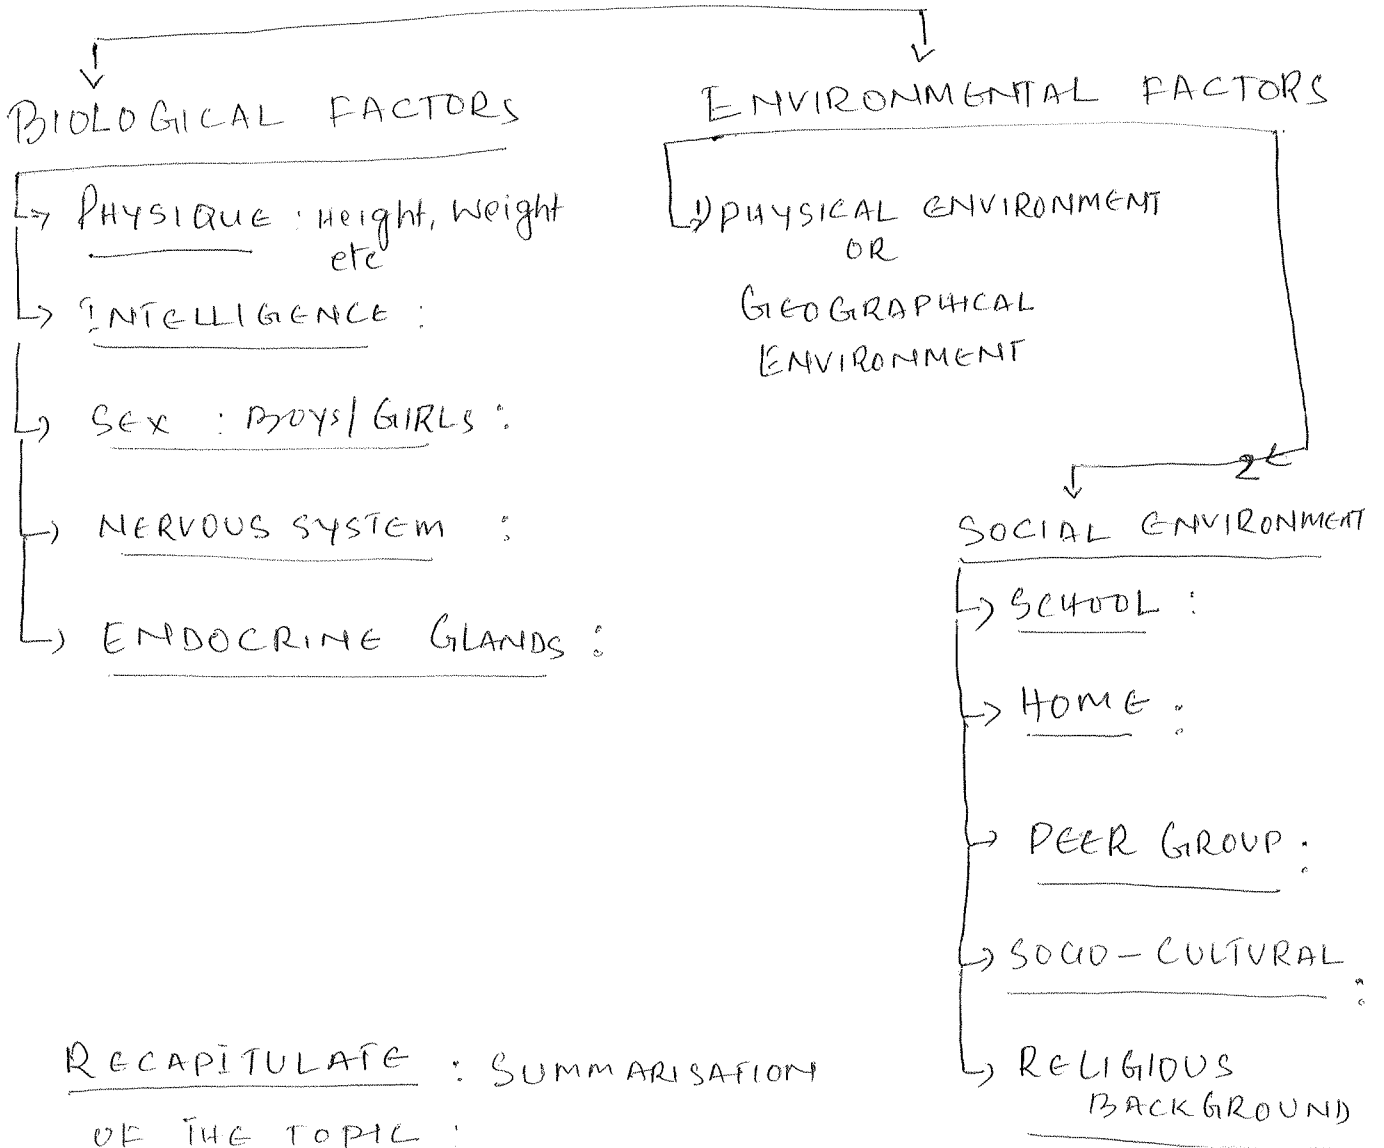 BIOLOGICAL FACTORS
PHYSIQUE : Height, Weight
etc
INTELLIGENCE :
SEX : BOYS/GIRLS :
NERVOUS SYSTEM :
ENDOCRINE GLANDS :
ENVIRONMENTAL FACTORS
1) PHYSICAL ENVIRONMENT
OR
GEOGRAPHICAL
ENVIRONMENT
2
SOCIAL ENVIRONMENT
SCHOOL :
HOME :
PEER GROUP :
SOCIO-CULTURAL :
RELIGIOUS
BACKGROUND
RECAPITULATE : SUMMARISATION
OF THE TOPIC :